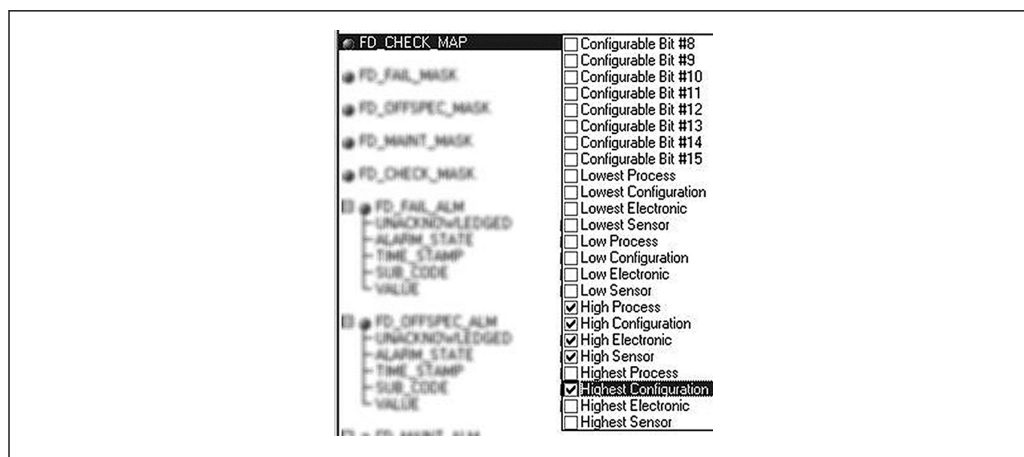 FD_CHECK_MAP
FD_FAIL_MASK
FD_OFFSPEC_MASK
FD_MAINT_MASK
FD_CHECK_MASK
FD_FAIL_ALM
UNACKNOWLEDGED
ALARM_STATE
TIME_STAMP
SUB_CODE
VALUE
FD_OFFSPEC_ALM
UNACKNOWLEDGED
ALARM_STATE
TIME_STAMP
SUB_CODE
VALUE
FD_MAINT_ALM
Configurable Bit #8
Configurable Bit #9
Configurable Bit #10
Configurable Bit #11
Configurable Bit #12
Configurable Bit #13
Configurable Bit #14
Configurable Bit #15
Lowest Process
Lowest Configuration
Lowest Electronic
Lowest Sensor
Low Process
Low Configuration
Low Electronic
Low Sensor
High Process
High Configuration
High Electronic
High Sensor
Highest Process
Highest Configuration
Highest Electronic
Highest Sensor